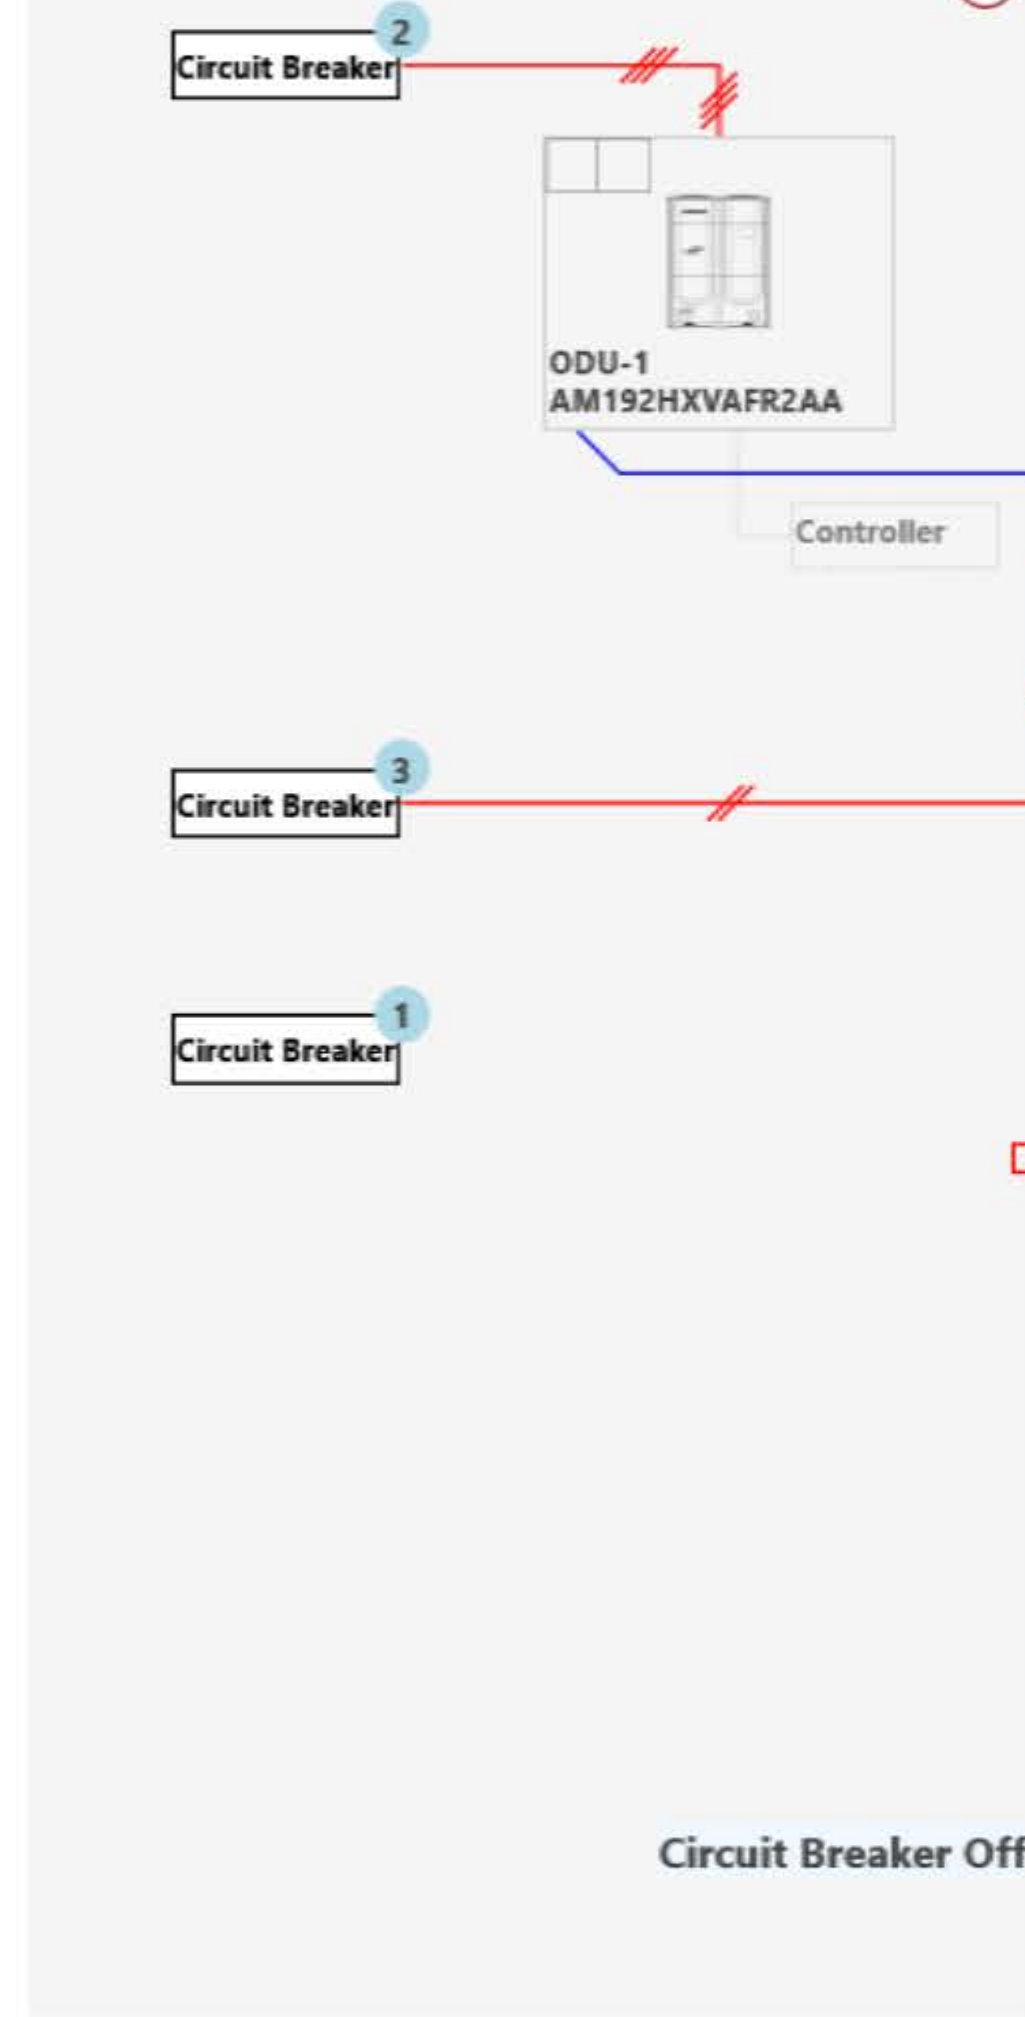 2
Circuit Breaker
ODU-1
AM192HXVAFR2AA
Controller
3
Circuit Breaker
1
Circuit Breaker
Circuit Breaker Off